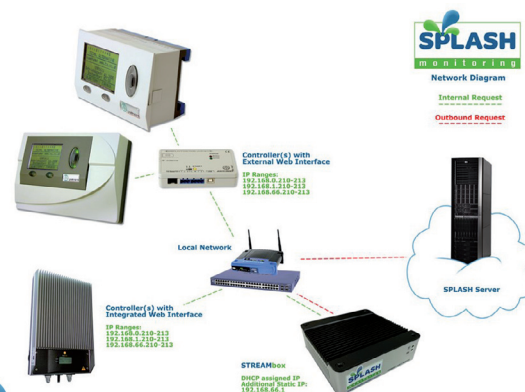 SPLASH
monitoring
Network Diagram
Internal Request
Outbound Request
Controller(s) with
External Web Interface
IP Ranges:
192.168.0.210-213
192.168.1.210-213
192.168.66.210-213
Local Network
SPLASH Server
Controller(s) with
Integrated Web Interface
IP Ranges:
192.168.0.210-213
192.168.1.210-213
192.168.66.210-213
STREAMbox
DHCP assigned IP
Additional Static IP:
192.168.66.1